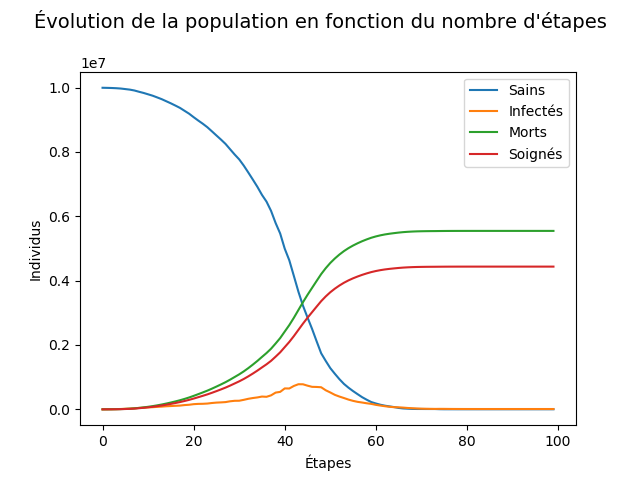 Évolution de la population en fonction du nombre d'étapes
1e7
1.0
0.8
0.6
0.4
0.2
0.0
Individus
Sains
Infectés
Morts
Soignés
0 20 40 60 80 100
Étapes